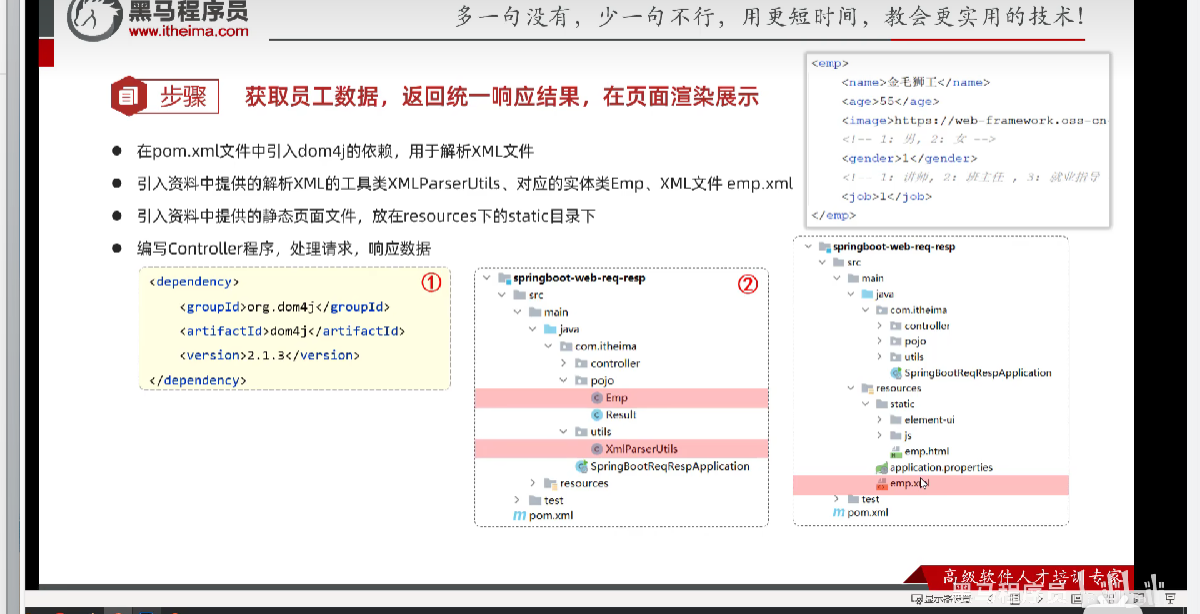 黑马程序员
www.itheima.com
多一句没有，少一句不行，用更短时间，教会更实用的技术！
步骤
获取员工数据，返回统一响应结果，在页面渲染展示
在pom.xml文件中引入dom4j的依赖，用于解析XML文件
引入资料中提供的解析XML的工具类XMLParserUtils、对应的实体类Emp、XML文件 emp.xml
引入资料中提供的静态页面文件，放在resources下的static目录下
编写Controller程序，处理请求，响应数据
<dependency>
<groupId>org.dom4j</groupId>
<artifactId>dom4j</artifactId>
<version>2.1.3</version>
</dependency>
①
springboot-web-req-resp
src
main
java
com.itheima
controller
pojo
Emp
Result
utils
XmlParserUtils
SpringBootReqRespApplication
resources
test
pom.xml
②
<emp>
<name>金毛狮王</name>
<age>55</age>
<image>https://web-framework.oss-cn
<!-- 1: 男, 2: 女 -->
<gender>1</gender>
<!-- 1: 讲师, 2: 班主任 , 3: 就业指导
<job>1</job>
</emp>
springboot-web-req-resp
src
main
java
com.itheima
controller
pojo
utils
SpringBootReqRespApplication
resources
static
element-ui
js
emp.html
application.properties
emp.xml
test
pom.xml
高级软件人才培训专家
黑马程序员
显示器设置